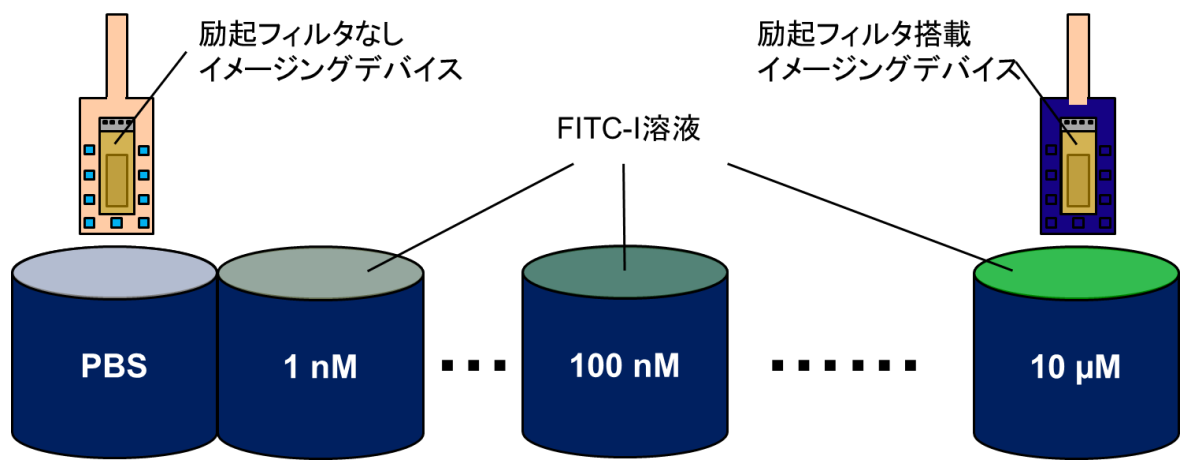 励起フィルタなし
イメージングデバイス
励起フィルタ搭載
イメージングデバイス
FITC-I溶液
PBS
1 nM
100 nM
10 μM